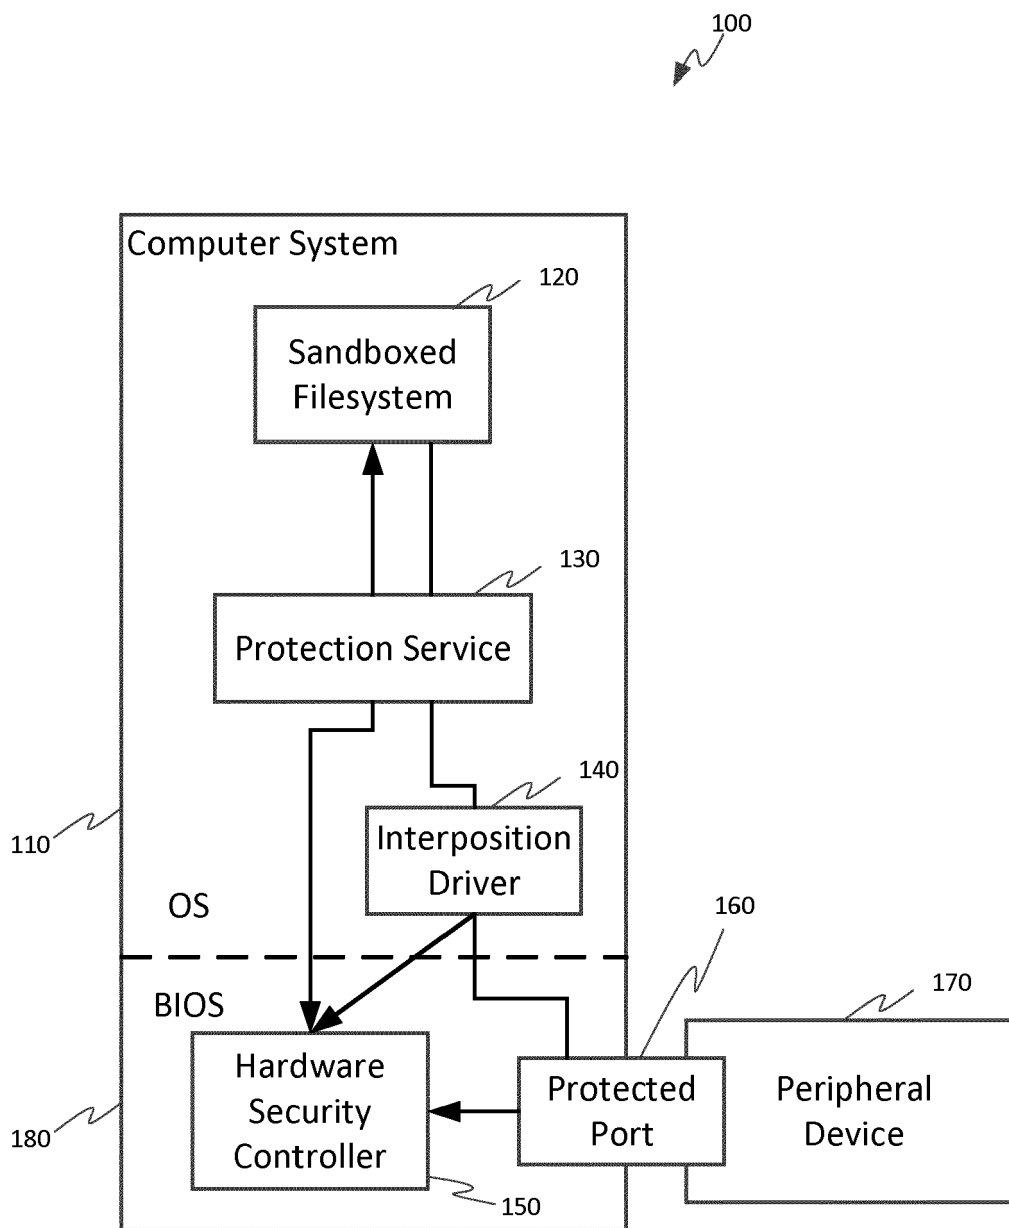 100
Computer System
120
Sandboxed
Filesystem
130
Protection Service
140
Interposition
Driver
110
OS
160
BIOS
170
Hardware
Security
Controller
Protected
Port
Peripheral
Device
180
150